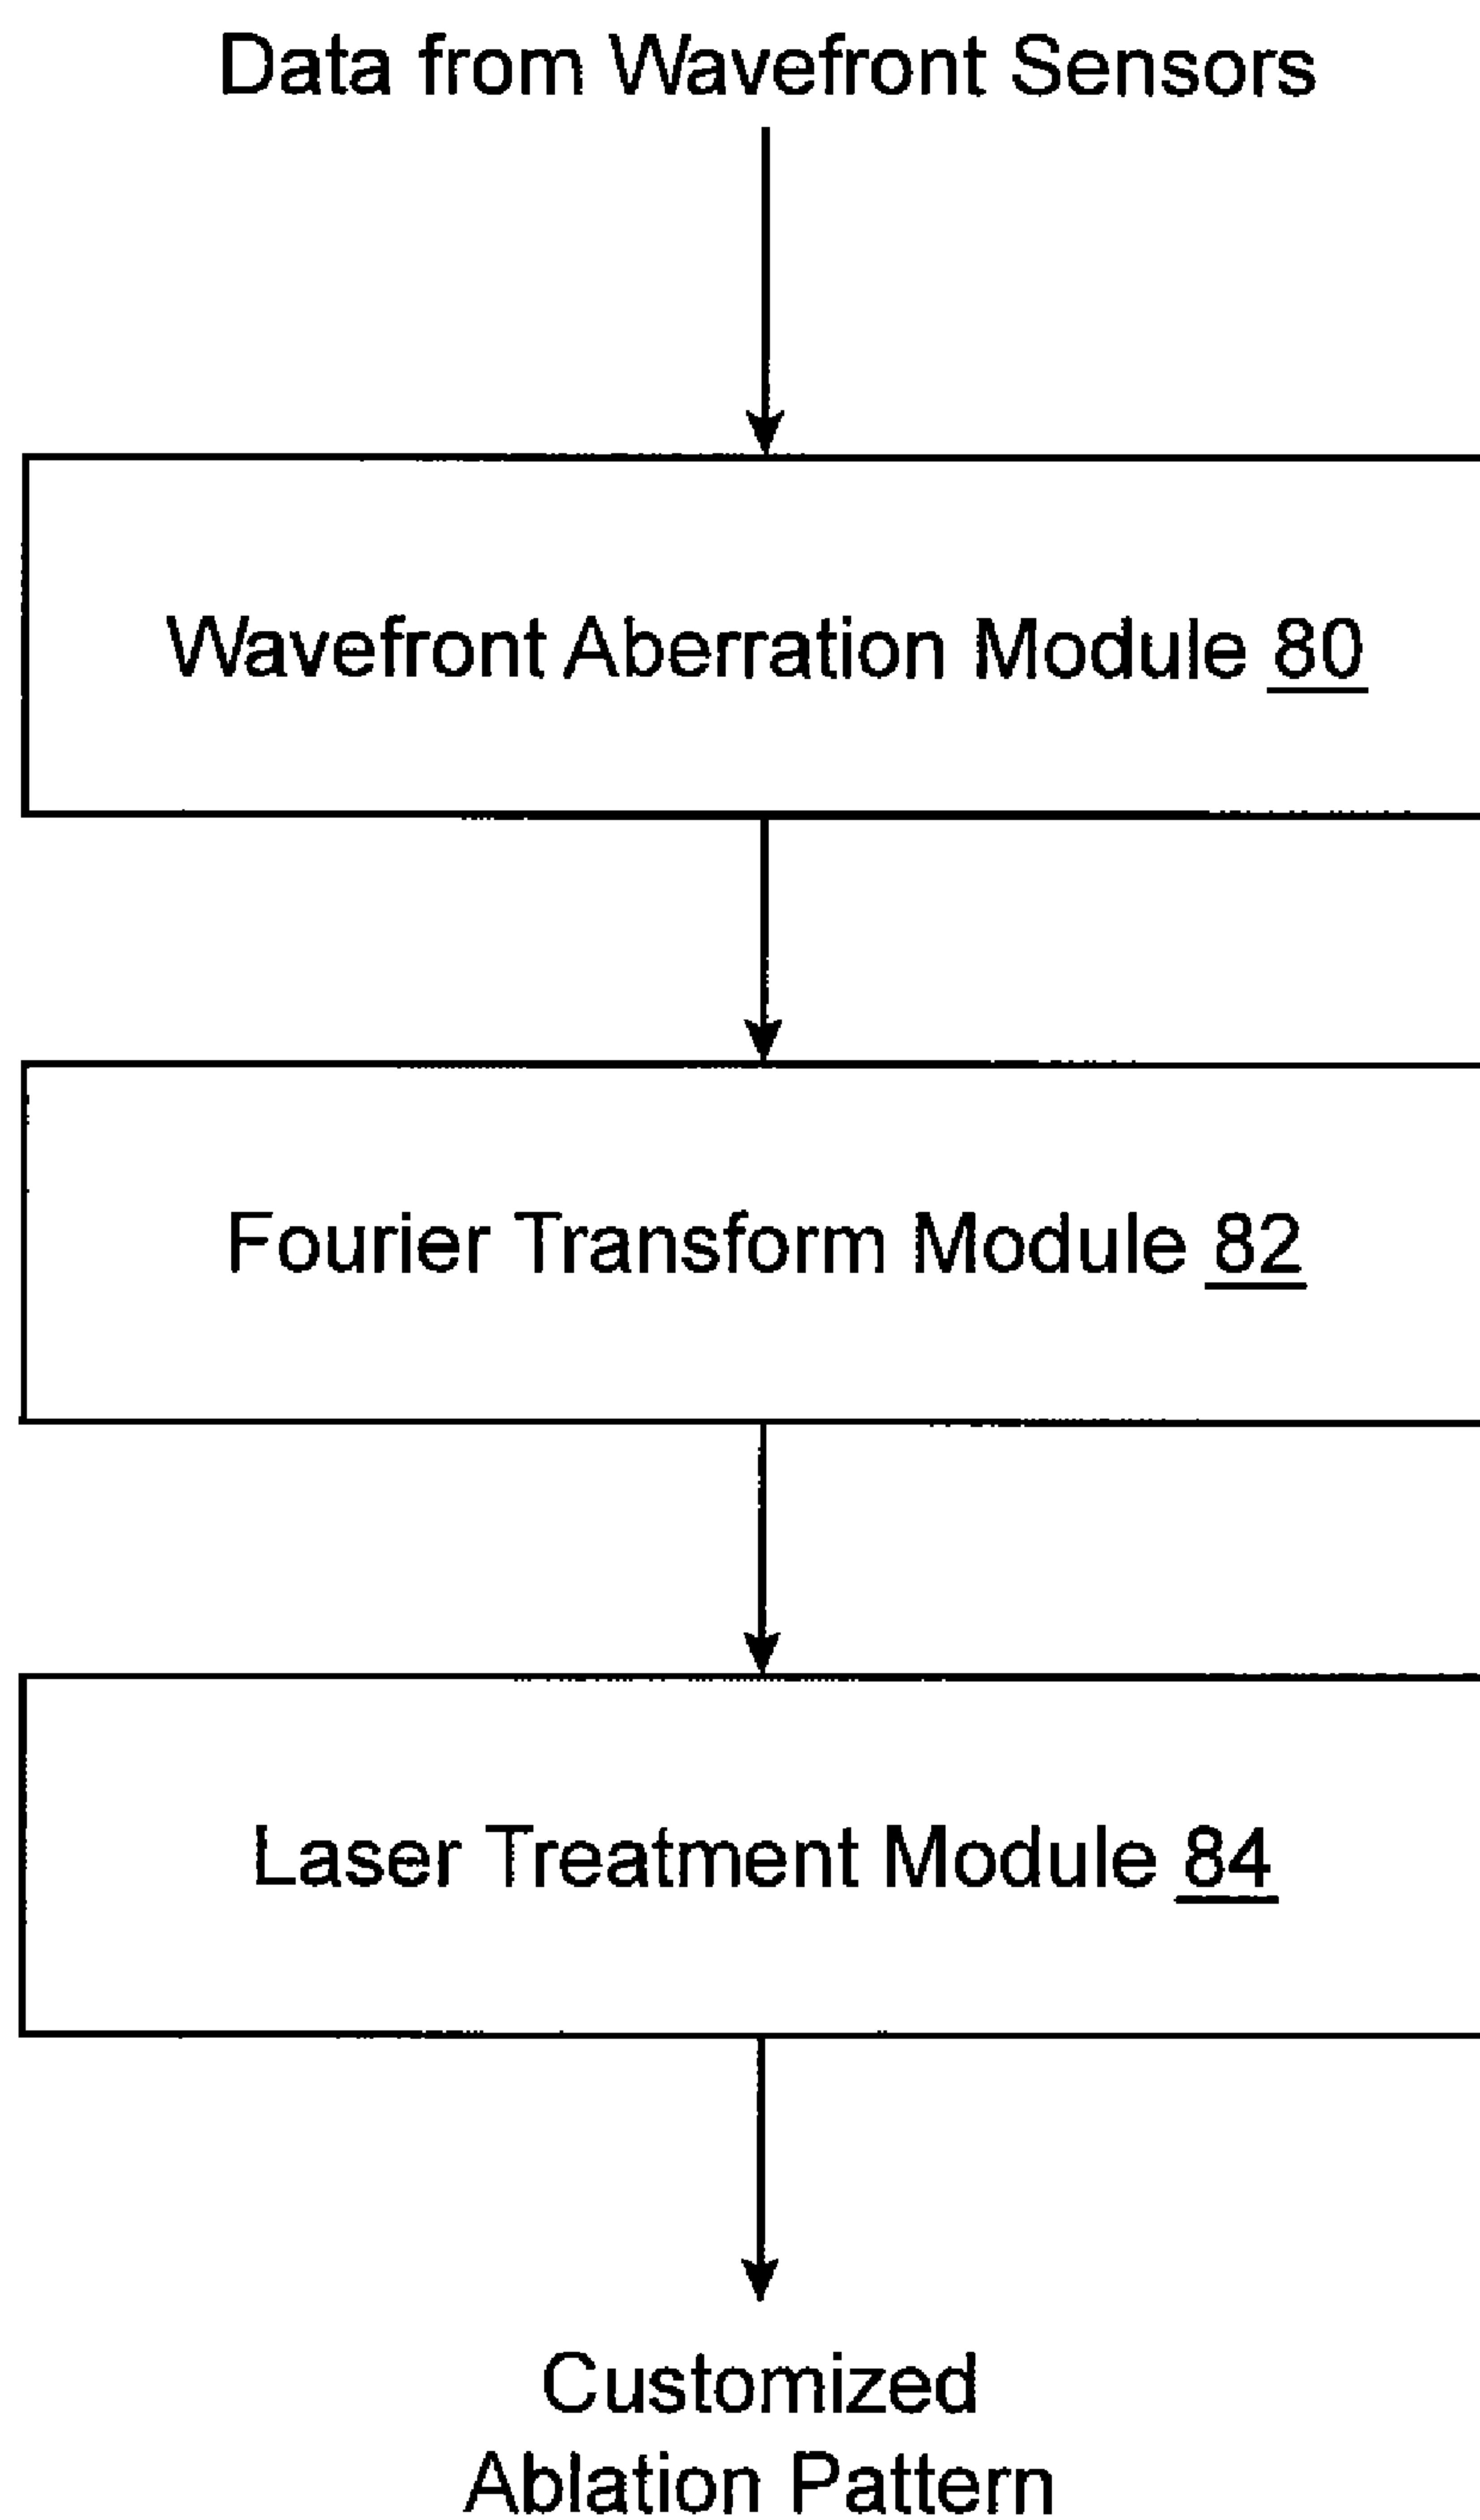 Data from Wavefront Sensors
Wavefront Aberration Module 80
Fourier Transform Module 82
Laser Treatment Module 84
Customized
Ablation Pattern